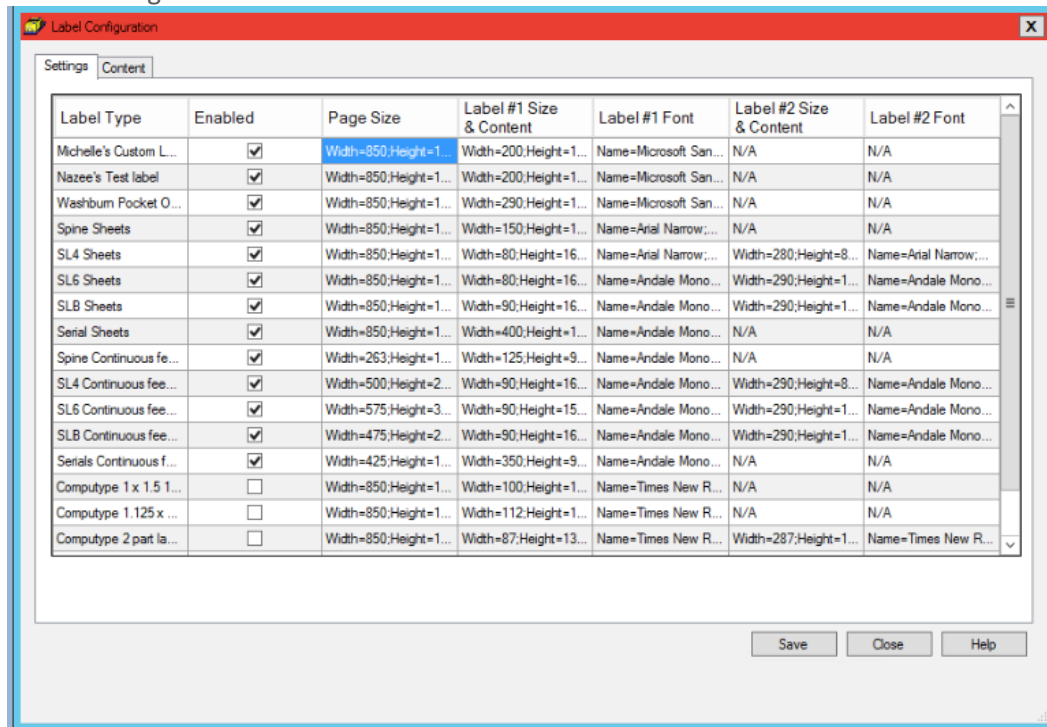 Label Configuration
X
Settings Content
Label Type Enabled Page Size Label #1 Size & Content Label #1 Font Label #2 Size & Content Label #2 Font
Michelle's Custom L... Width=850;Height=1... Width=200;Height=1... Name=Microsoft San... N/A N/A
Nazee's Test label Width=850;Height=1... Width=200;Height=1... Name=Microsoft San... N/A N/A
Washburn Pocket O... Width=850;Height=1... Width=290;Height=1... Name=Microsoft San... N/A N/A
Spine Sheets Width=850;Height=1... Width=150;Height=1... Name=Arial Narrow;... N/A N/A
SL4 Sheets Width=850;Height=1... Width=80;Height=16... Name=Arial Narrow;... Width=280;Height=8... Name=Arial Narrow;...
SL6 Sheets Width=850;Height=1... Width=80;Height=16... Name=Andale Mono... Width=290;Height=1... Name=Andale Mono...
SLB Sheets Width=850;Height=1... Width=90;Height=16... Name=Andale Mono... Width=290;Height=1... Name=Andale Mono...
Serial Sheets Width=850;Height=1... Width=400;Height=1... Name=Andale Mono... N/A N/A
Spine Continuous fe... Width=263;Height=1... Width=125;Height=9... Name=Andale Mono... N/A N/A
SL4 Continuous fee... Width=500;Height=2... Width=90;Height=16... Name=Andale Mono... Width=290;Height=8... Name=Andale Mono...
SL6 Continuous fee... Width=575;Height=3... Width=90;Height=15... Name=Andale Mono... Width=290;Height=1... Name=Andale Mono...
SLB Continuous fee... Width=475;Height=2... Width=90;Height=16... Name=Andale Mono... Width=290;Height=1... Name=Andale Mono...
Serials Continuous f... Width=425;Height=1... Width=350;Height=9... Name=Andale Mono... N/A N/A
Computype 1 x 1.5 1... Width=850;Height=1... Width=100;Height=1... Name=Times New R... N/A N/A
Computype 1.125 x ... Width=850;Height=1... Width=112;Height=1... Name=Times New R... N/A N/A
Computype 2 part la... Width=850;Height=1... Width=87;Height=13... Name=Times New R... Width=287;Height=1... Name=Times New R...
Save Close Help